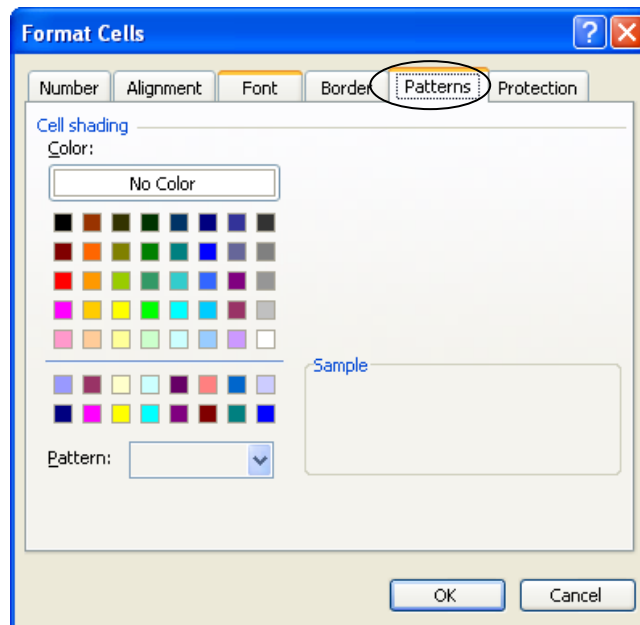 Format Cells
Number Alignment Font Border Patterns Protection
Cell shading
Color:
No Color
Sample
Pattern:
OK Cancel